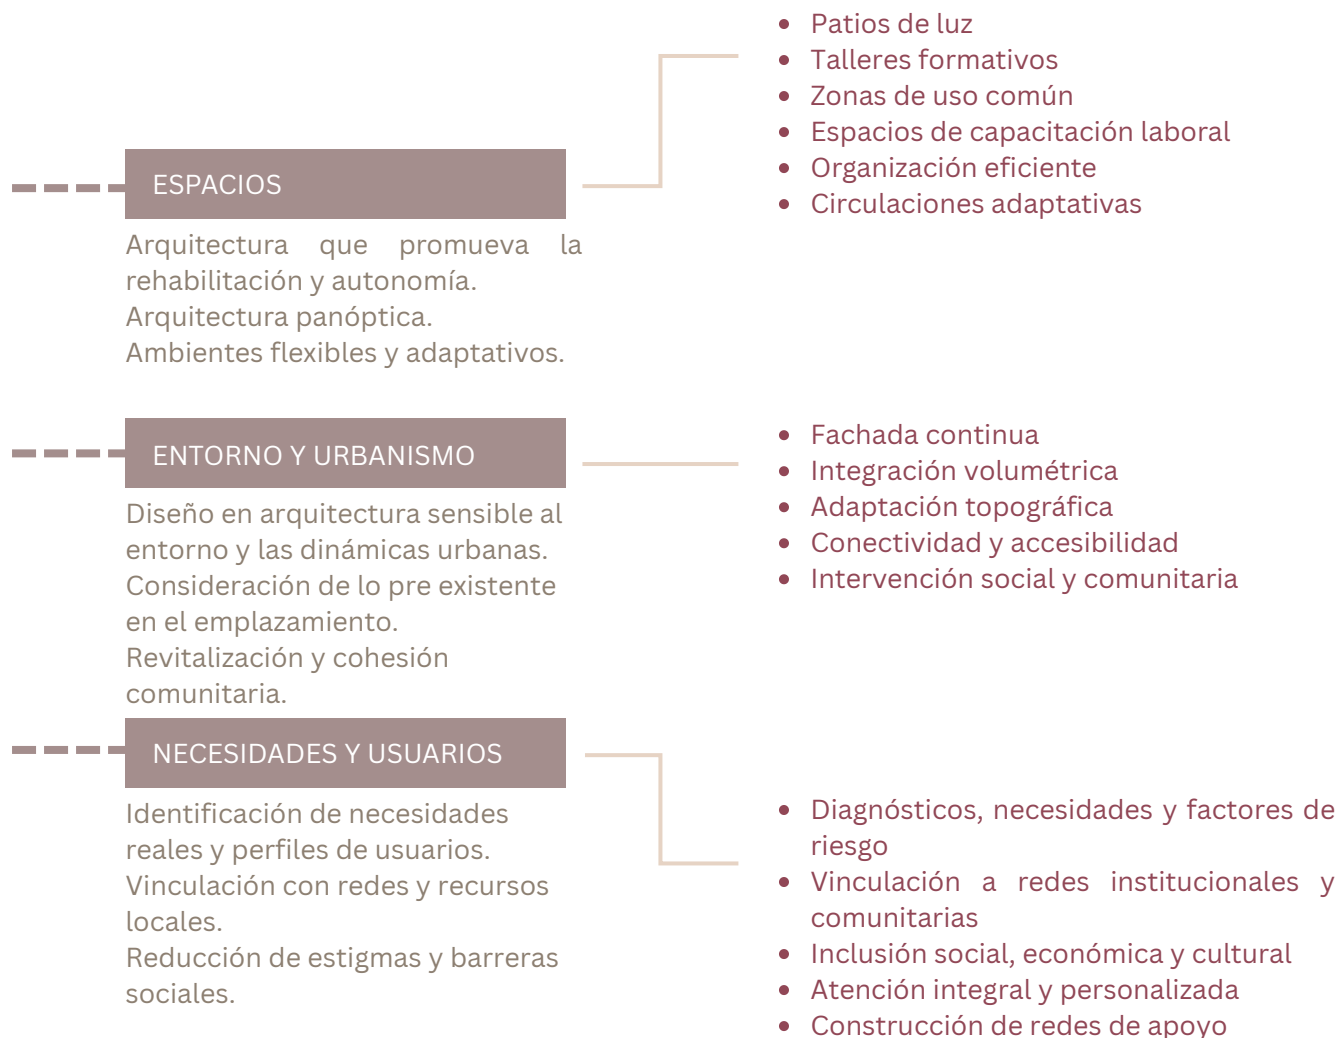 ESPACIOS
Arquitectura que promueva la
rehabilitación y autonomía.
Arquitectura panóptica.
Ambientes flexibles y adaptativos.
• Patios de luz
• Talleres formativos
• Zonas de uso común
• Espacios de capacitación laboral
• Organización eficiente
• Circulaciones adaptativas
ENTORNO Y URBANISMO
Diseño en arquitectura sensible al
entorno y las dinámicas urbanas.
Consideración de lo pre existente
en el emplazamiento.
Revitalización y cohesión
comunitaria.
• Fachada continua
• Integración volumétrica
• Adaptación topográfica
• Conectividad y accesibilidad
• Intervención social y comunitaria
NECESIDADES Y USUARIOS
Identificación de necesidades
reales y perfiles de usuarios.
Vinculación con redes y recursos
locales.
Reducción de estigmas y barreras
sociales.
• Diagnósticos, necesidades y factores de
riesgo
• Vinculación a redes institucionales y
comunitarias
• Inclusión social, económica y cultural
• Atención integral y personalizada
• Construcción de redes de apoyo